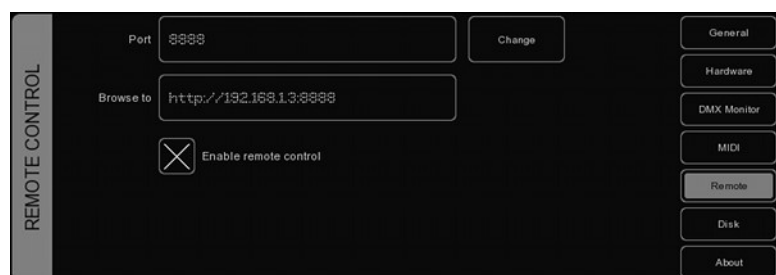 REMOTE CONTROL
Port
8888
Change
Browse to
http://192.168.1.3:8888
Enable remote control
General
Hardware
DMX Monitor
MIDI
Remote
Disk
About